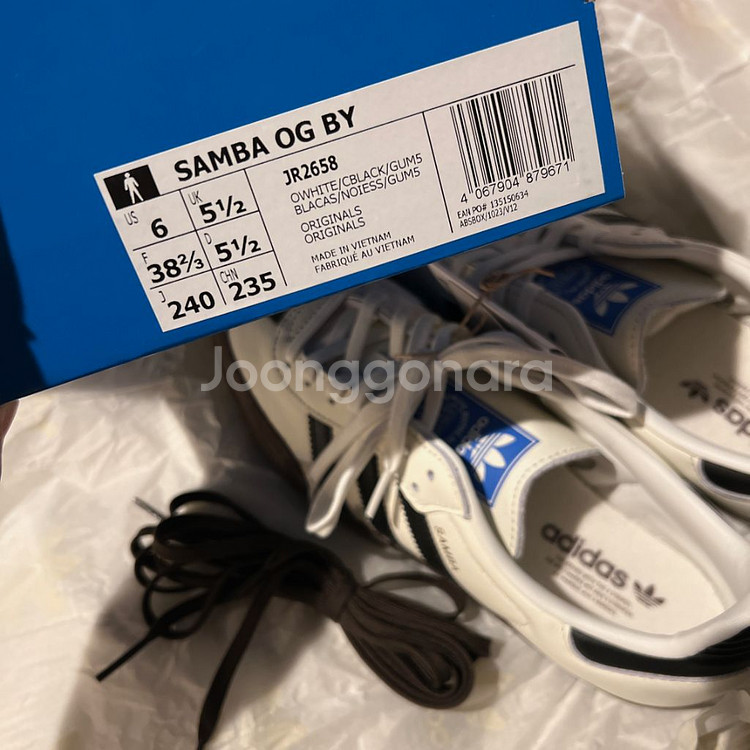 SAMBA OG BY
US 6
UK 5½
F 38⅔
D 5½
J 240
CHN 235
JR2658
OWHITE/CBLACK/GUM5
BLACAS/NOIESS/GUM5
ORIGINALS
ORIGINALS
MADE IN VIETNAM
FABRIQUÉ AU VIETNAM
4 067904 879671
EAN PO# 135150634
ABSBOX/1023/V12
Joonggonara
adidas
adidas
SAMBA
adidas
adidas